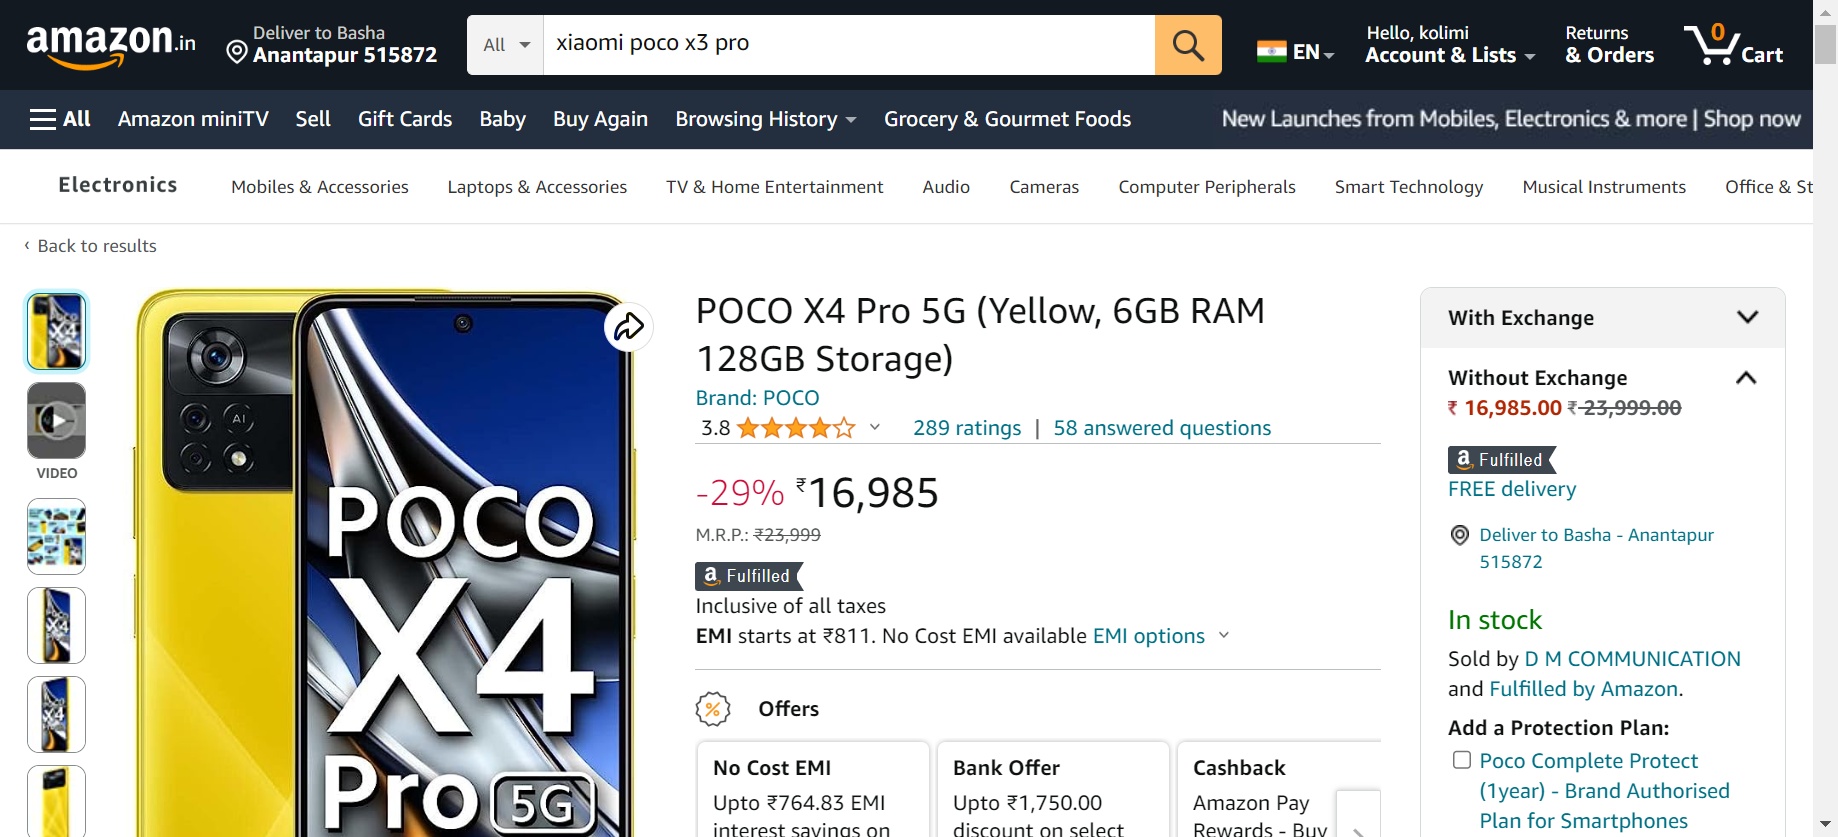 amazon.in
Deliver to Basha
Anantapur 515872
All
xiaomi poco x3 pro
EN
Hello, kolimi
Account & Lists
Returns
& Orders
0
Cart
All
Amazon miniTV
Sell
Gift Cards
Baby
Buy Again
Browsing History
Grocery & Gourmet Foods
New Launches from Mobiles, Electronics & more | Shop now
Electronics
Mobiles & Accessories
Laptops & Accessories
TV & Home Entertainment
Audio
Cameras
Computer Peripherals
Smart Technology
Musical Instruments
Office & St
‹ Back to results
VIDEO
AI
POCO
X4
Pro 5G
POCO X4 Pro 5G (Yellow, 6GB RAM
128GB Storage)
Brand: POCO
3.8
289 ratings | 58 answered questions
-29% ₹16,985
M.R.P.: ₹23,999
a Fulfilled
Inclusive of all taxes
EMI starts at ₹811. No Cost EMI available EMI options
% Offers
No Cost EMI
Upto ₹764.83 EMI
interest savings on
Bank Offer
Upto ₹1,750.00
discount on select
Cashback
Amazon Pay
Rewards - Buy
With Exchange
Without Exchange
₹ 16,985.00 ₹ 23,999.00
a Fulfilled
FREE delivery
Deliver to Basha - Anantapur
515872
In stock
Sold by D M COMMUNICATION
and Fulfilled by Amazon.
Add a Protection Plan:
Poco Complete Protect
(1year) - Brand Authorised
Plan for Smartphones